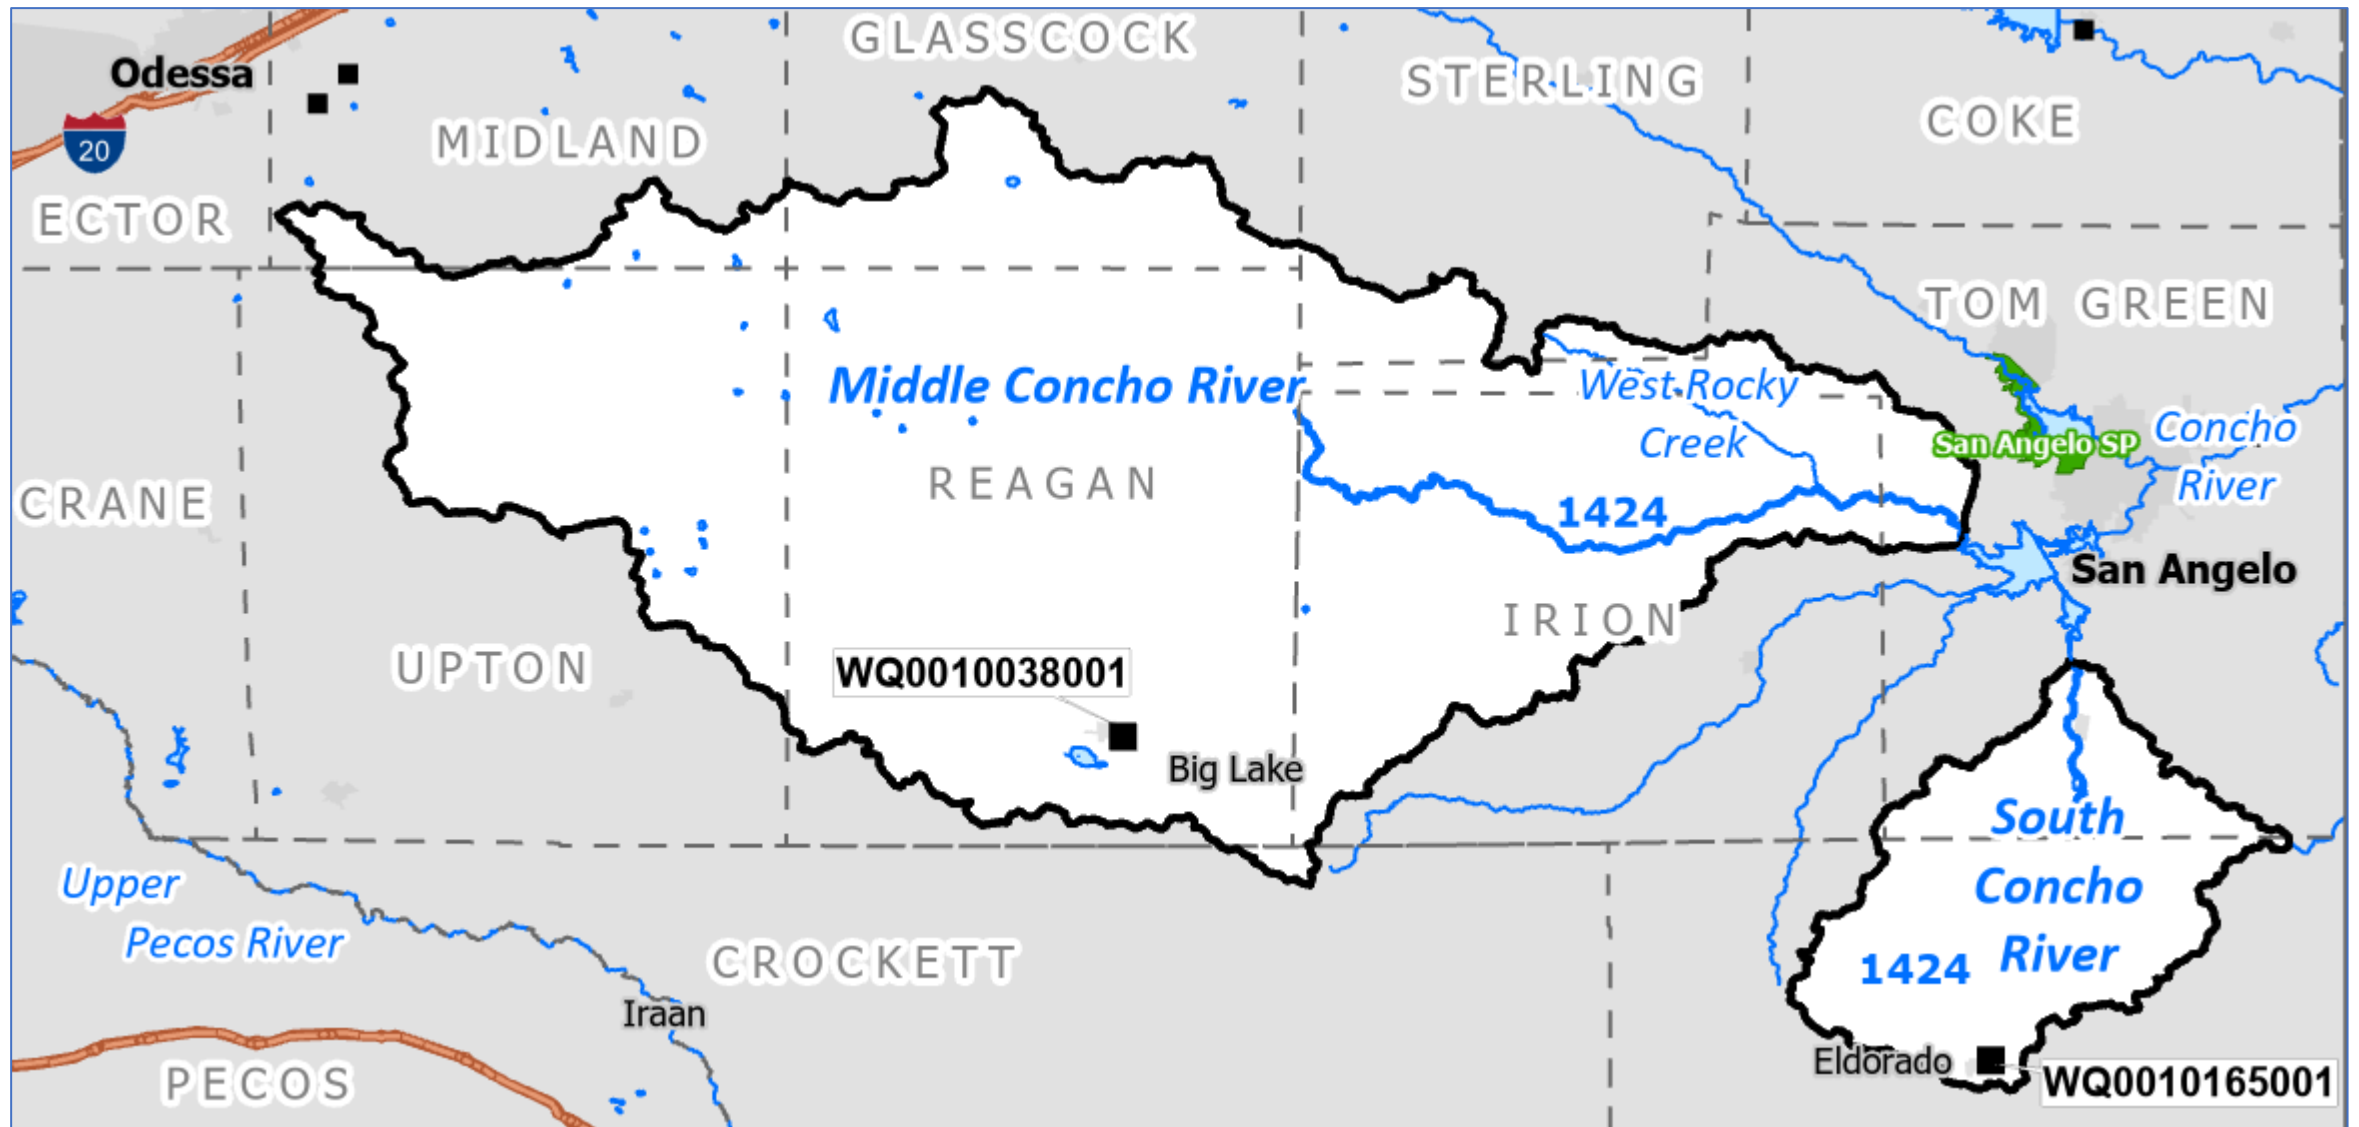 GLASSCOCK
STERLING
Odessa
COKE
MIDLAND
20
ECTOR
TOM GREEN
Middle Concho River
West Rocky
Creek
San Angelo SP
Concho
River
REAGAN
CRANE
1424
San Angelo
IRION
UPTON
WQ0010038001
Big Lake
South
Concho
River
1424
Upper
Pecos River
CROCKETT
Iraan
PECOS
Eldorado
WQ0010165001